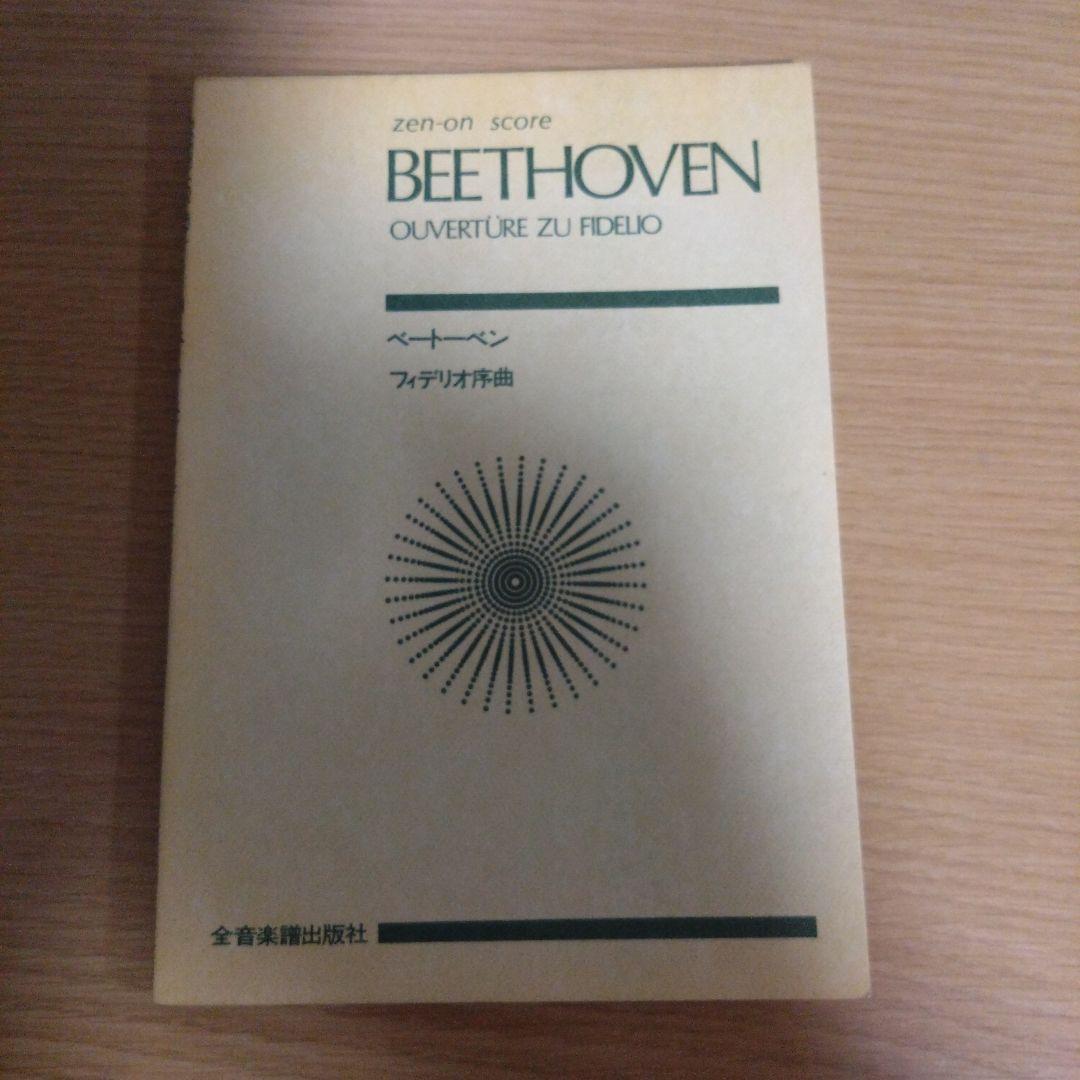 zen-on score
BEETHOVEN
OUVERTÜRE ZU FIDELIO
ベートーベン
フィデリオ序曲
全音楽譜出版社